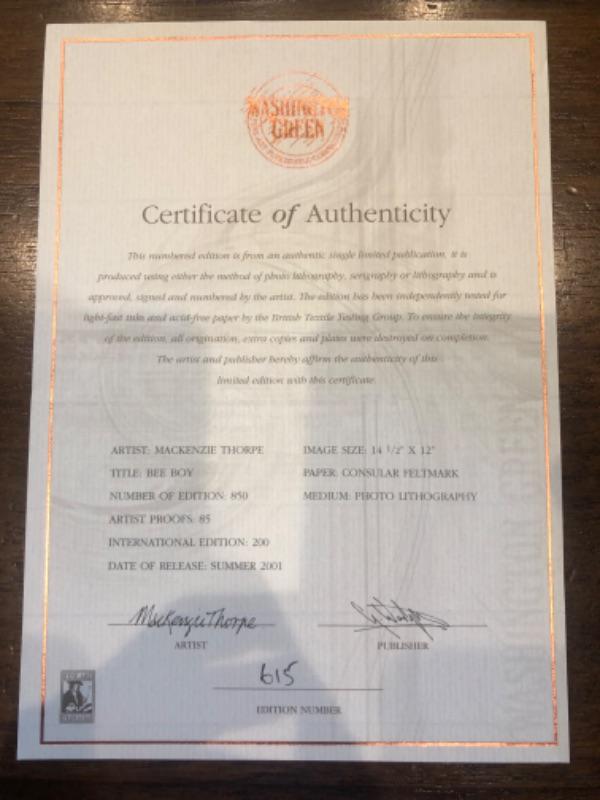 WASHINGTON
GREEN
Certificate of Authenticity
This numbered edition is from an authentic single limited publication. It is
produced using either the method of photo lithography, serigraphy or lithography and is
approved, signed and numbered by the artist. The edition has been independently tested for
light-fast inks and acid-free paper by the British Textile Testing Group. To ensure the integrity
of the edition, all origination, extra copies and plates were destroyed on completion.
The artist and publisher hereby affirm the authenticity of this
limited edition with this certificate.
ARTIST: MACKENZIE THORPE
IMAGE SIZE: 14 1/2" X 12"
TITLE: BEE BOY
PAPER: CONSULAR FELTMARK
NUMBER OF EDITION: 850
MEDIUM: PHOTO LITHOGRAPHY
ARTIST PROOFS: 85
INTERNATIONAL EDITION: 200
DATE OF RELEASE: SUMMER 2001
Mackenzie Thorpe
ARTIST
PUBLISHER
615
EDITION NUMBER